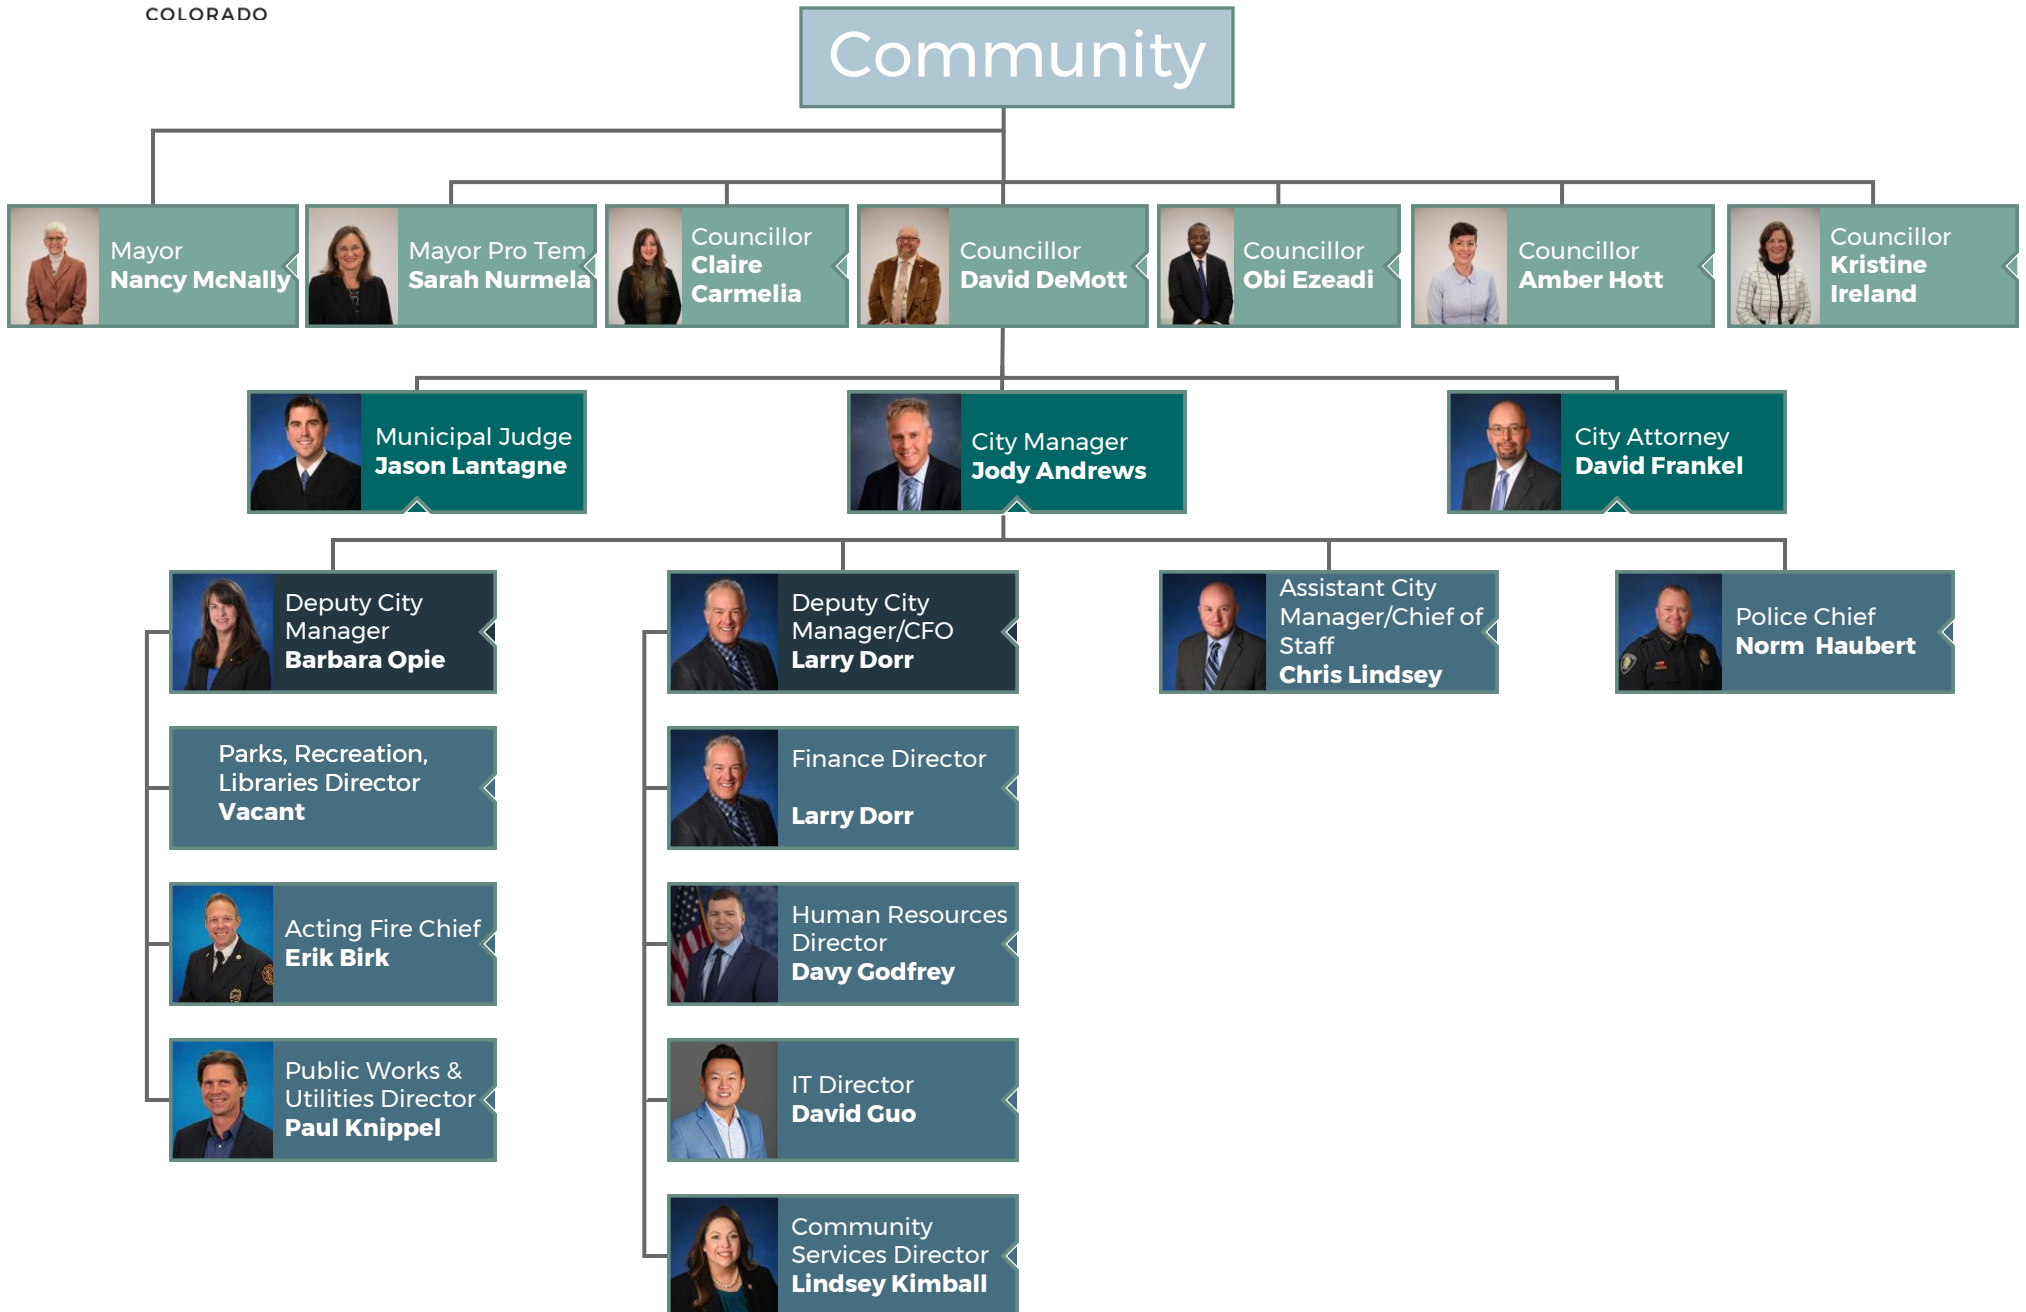 COLORADO
Community
Mayor
Nancy McNally
Mayor Pro Tem
Sarah Nurmela
Councillor
Claire
Carmelia
Councillor
David DeMott
Councillor
Obi Ezeadi
Councillor
Amber Hott
Councillor
Kristine
Ireland
Municipal Judge
Jason Lantagne
City Manager
Jody Andrews
City Attorney
David Frankel
Deputy City
Manager
Barbara Opie
Deputy City
Manager/CFO
Larry Dorr
Assistant City
Manager/Chief of
Staff
Chris Lindsey
Police Chief
Norm Haubert
Parks, Recreation,
Libraries Director
Vacant
Finance Director
Larry Dorr
Acting Fire Chief
Erik Birk
Human Resources
Director
Davy Godfrey
Public Works &
Utilities Director
Paul Knippel
IT Director
David Guo
Community
Services Director
Lindsey Kimball